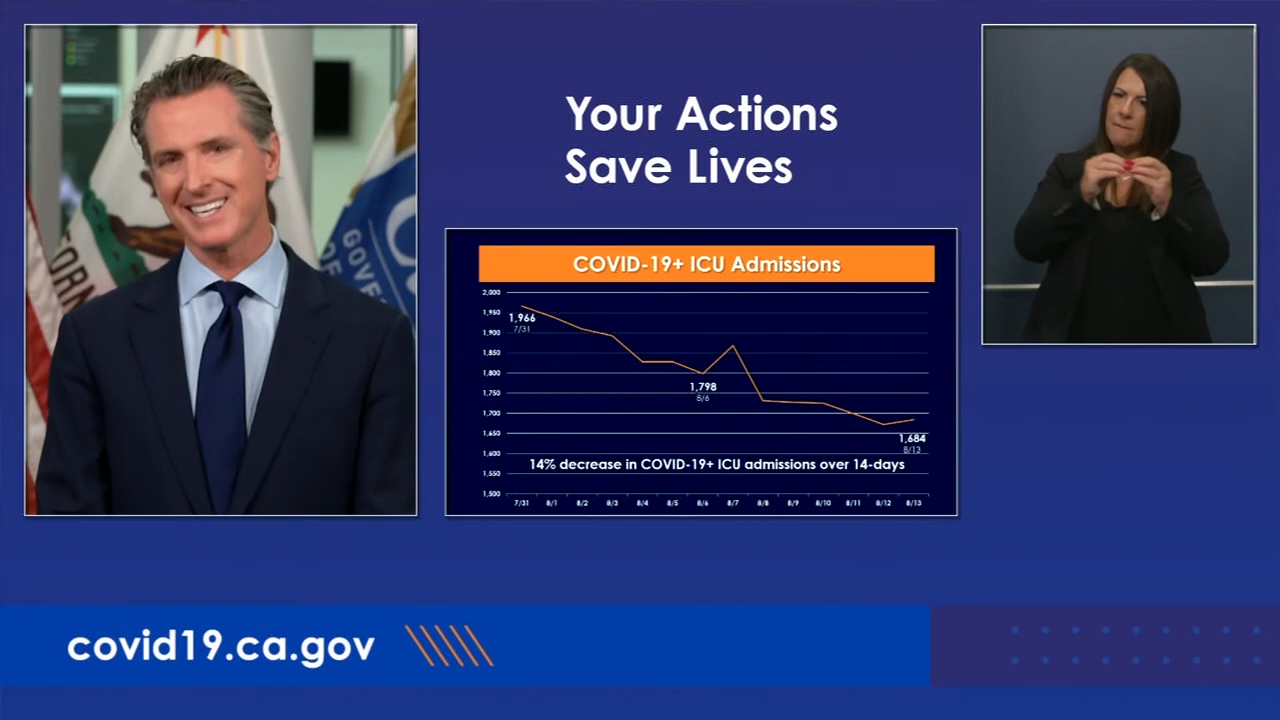 Your Actions
Save Lives
COVID-19+ ICU Admissions
2,000
1,950
1,900
1,850
1,800
1,750
1,700
1,650
1,600
1,550
1,500
1,966
7/31
1,798
8/6
1,684
8/13
14% decrease in COVID-19+ ICU admissions over 14-days
7/31 8/1 8/2 8/3 8/4 8/5 8/6 8/7 8/8 8/9 8/10 8/11 8/12 8/13
GOVE
OF
covid19.ca.gov